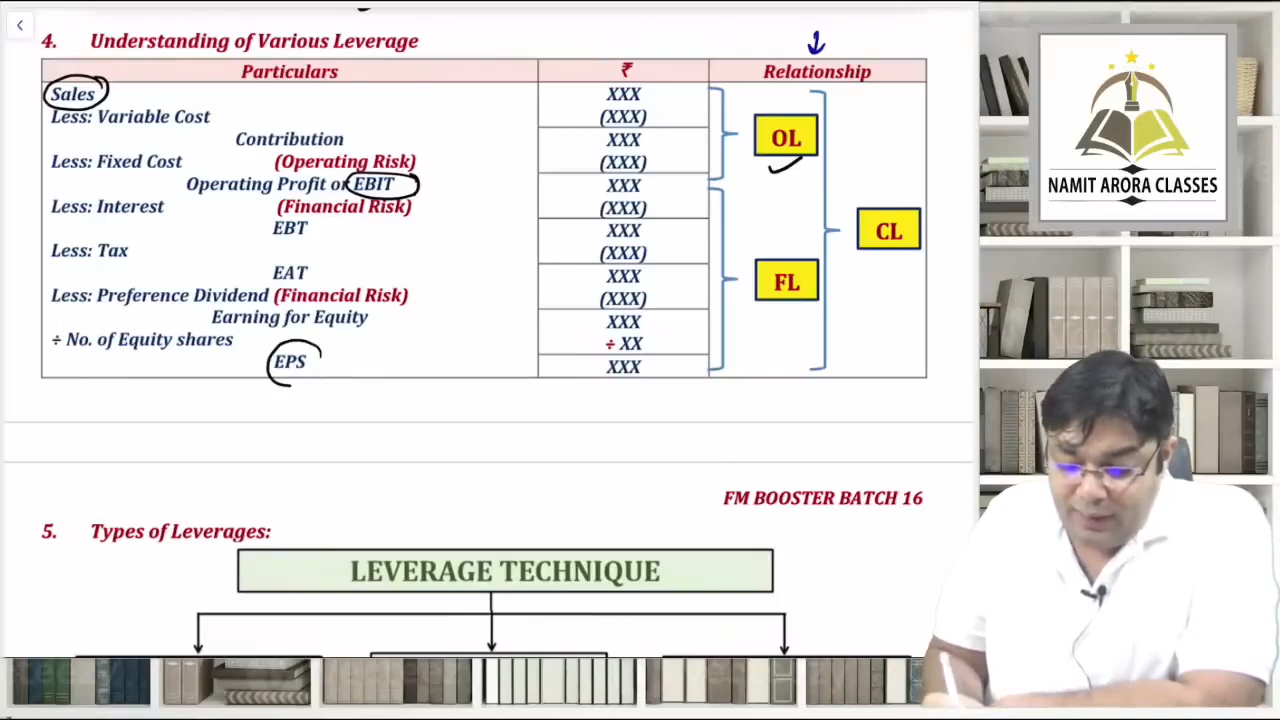 4. Understanding of Various Leverage
Particulars ₹ Relationship
Sales XXX
Less: Variable Cost (XXX)
Contribution XXX
Less: Fixed Cost (Operating Risk) (XXX)
Operating Profit or EBIT XXX
Less: Interest (Financial Risk) (XXX)
EBT XXX
Less: Tax (XXX)
EAT XXX
Less: Preference Dividend (Financial Risk) (XXX)
Earning for Equity XXX
÷ No. of Equity shares ÷ XX
EPS XXX
OL
CL
FL
NAMIT ARORA CLASSES
FM BOOSTER BATCH 16
5. Types of Leverages:
LEVERAGE TECHNIQUE